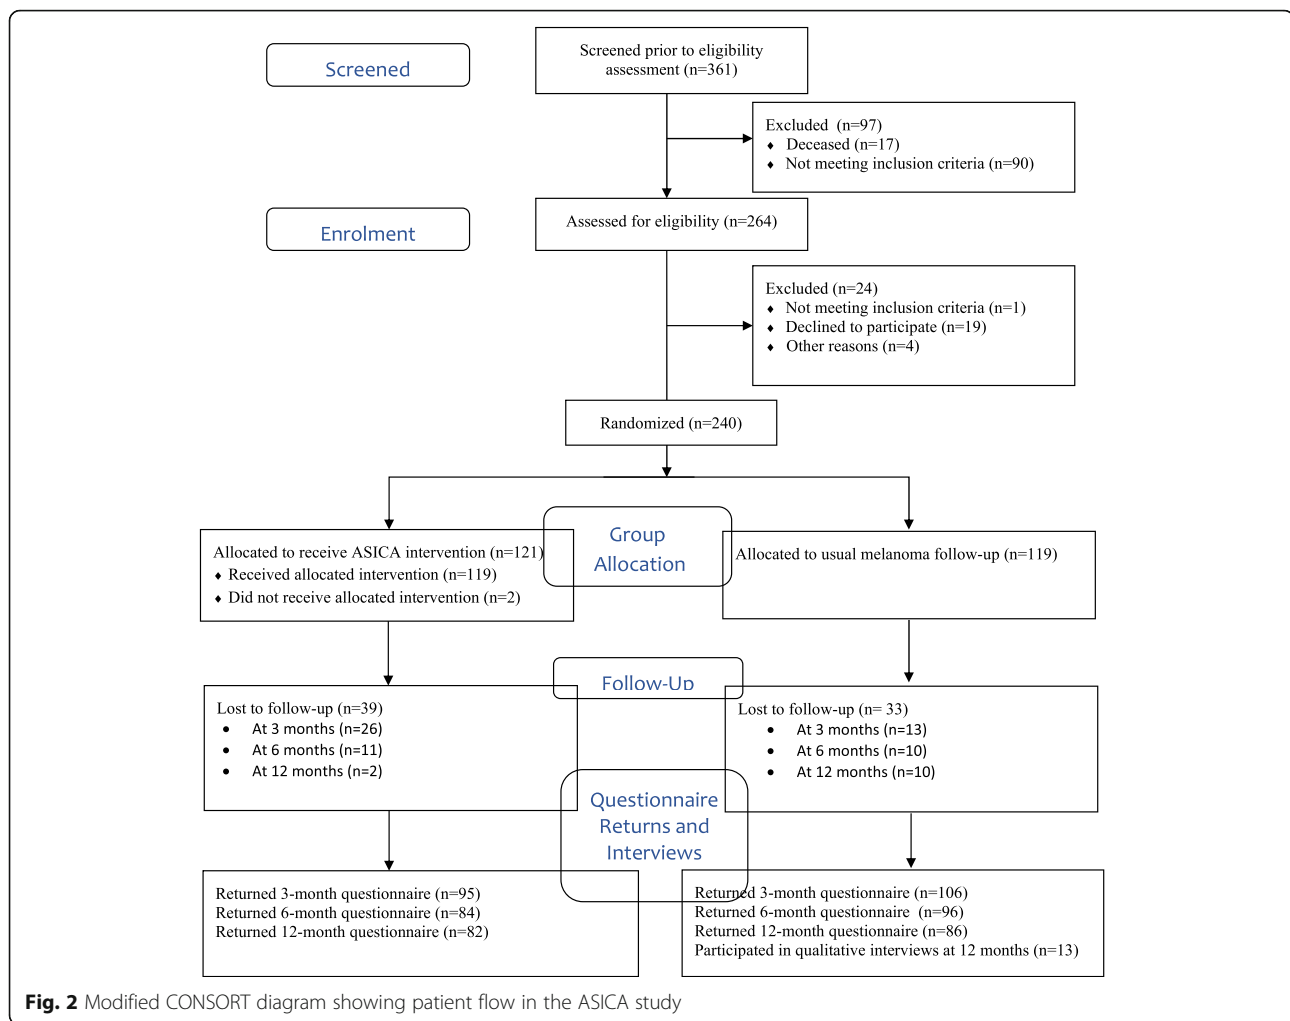 Screened
Screened prior to eligibility
assessment (n=361)
Excluded  (n=97)
♦ Deceased (n=17)
♦ Not meeting inclusion criteria (n=90)
Enrolment
Assessed for eligibility (n=264)
Excluded (n=24)
♦ Not meeting inclusion criteria (n=1)
♦ Declined to participate (n=19)
♦ Other reasons (n=4)
Randomized (n=240)
Group
Allocation
Allocated to receive ASICA intervention (n=121)
♦ Received allocated intervention (n=119)
♦ Did not receive allocated intervention (n=2)
Allocated to usual melanoma follow-up (n=119)
Follow-Up
Lost to follow-up (n=39)
• At 3 months (n=26)
• At 6 months (n=11)
• At 12 months (n=2)
Lost to follow-up (n= 33)
• At 3 months (n=13)
• At 6 months (n=10)
• At 12 months (n=10)
Questionnaire
Returns and
Interviews
Returned 3-month questionnaire (n=95)
Returned 6-month questionnaire (n=84)
Returned 12-month questionnaire (n=82)
Returned 3-month questionnaire (n=106)
Returned 6-month questionnaire  (n=96)
Returned 12-month questionnaire (n=86)
Participated in qualitative interviews at 12 months (n=13)
Fig. 2 Modified CONSORT diagram showing patient flow in the ASICA study